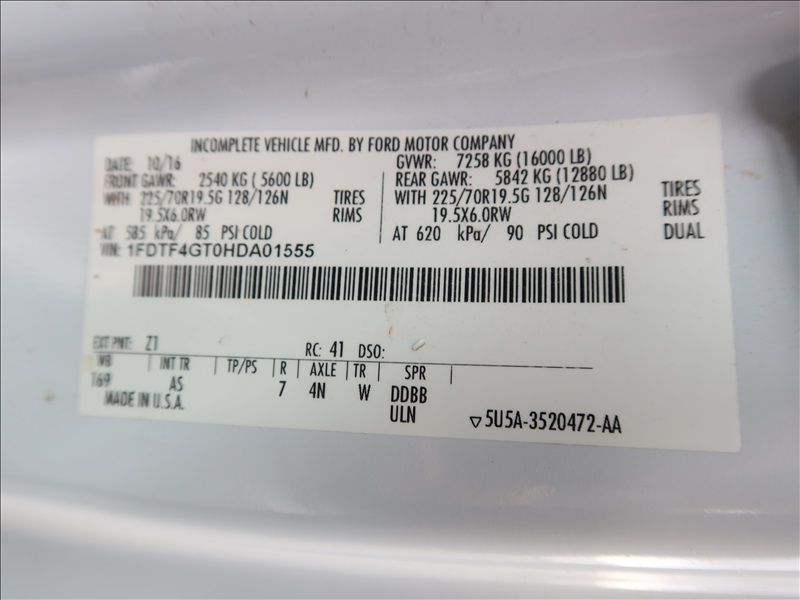 INCOMPLETE VEHICLE MFD. BY FORD MOTOR COMPANY
DATE: 10/16 GVWR: 7258 KG (16000 LB)
FRONT GAWR: 2540 KG ( 5600 LB) REAR GAWR: 5842 KG (12880 LB)
WITH 225/70R19.5G 128/126N TIRES WITH 225/70R19.5G 128/126N TIRES
19.5X6.0RW RIMS 19.5X6.0RW RIMS
AT 585 kPa/ 85 PSI COLD AT 620 kPa/ 90 PSI COLD DUAL
VIN: 1FDTF4GT0HDA01555
EXT PNT: Z1 RC: 41 DSO:
WB INT TR TP/PS R AXLE TR SPR
169 AS 7 4N W DDBB
MADE IN U.S.A. ULN ▽5U5A-3520472-AA